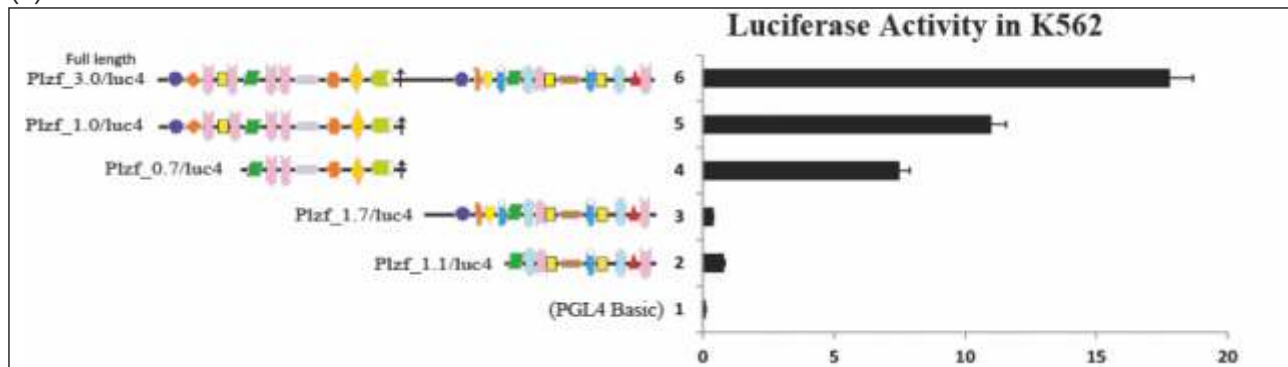 Luciferase Activity in K562
Full length
Plzf_3.0/luc4
6
Plzf_1.0/luc4
5
Plzf_0.7/luc4
4
Plzf_1.7/luc4
3
Plzf_1.1/luc4
2
(PGL4 Basic)
1
0 5 10 15 20